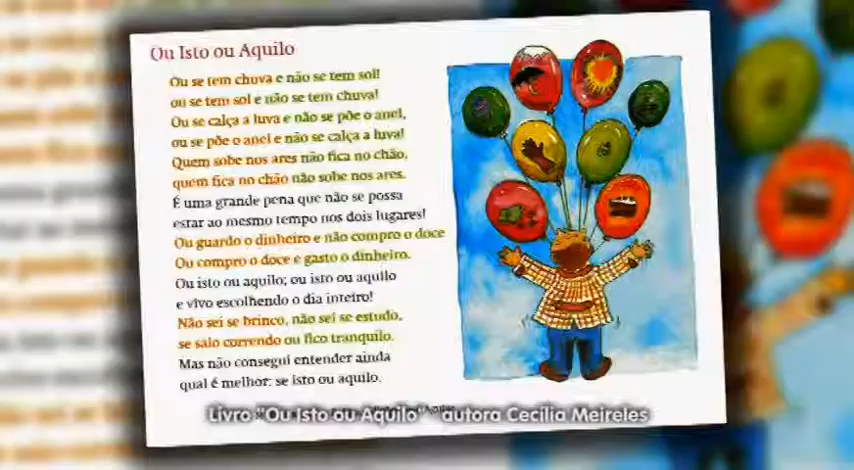 Ou Isto ou Aquilo
Ou se tem chuva e não se tem sol!
ou se tem sol e não se tem chuva!
Ou se calça a luva e não se põe o anel,
ou se põe o anel e não se calça a luva!
Quem sobe nos ares não fica no chão,
quem fica no chão não sobe nos ares.
É uma grande pena que não se possa
estar ao mesmo tempo nos dois lugares!
Ou guardo o dinheiro e não compro o doce
Ou compro o doce e gasto o dinheiro.
Ou isto ou aquilo; ou isto ou aquilo
e vivo escolhendo o dia inteiro!
Não sei se brinco, não sei se estudo,
se saio correndo ou fico tranquilo.
Mas não consegui entender ainda
qual é melhor: se isto ou aquilo.
Livro "Ou Isto ou Aquilo" autora Cecília Meireles